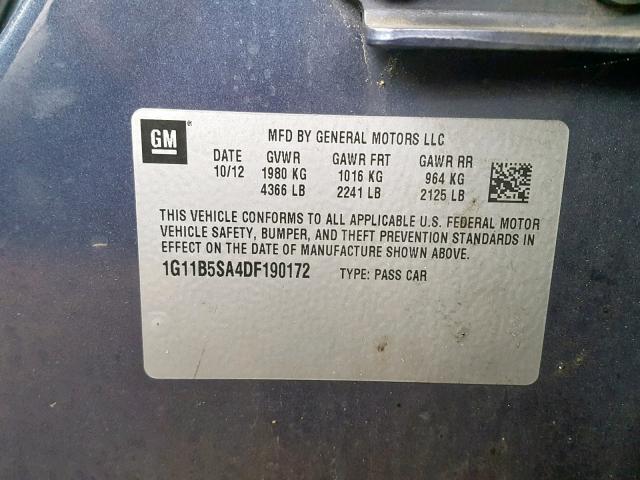 GM ®
MFD BY GENERAL MOTORS LLC
DATE GVWR GAWR FRT GAWR RR
10/12 1980 KG 1016 KG 964 KG
4366 LB 2241 LB 2125 LB
THIS VEHICLE CONFORMS TO ALL APPLICABLE U.S. FEDERAL MOTOR
VEHICLE SAFETY, BUMPER, AND THEFT PREVENTION STANDARDS IN
EFFECT ON THE DATE OF MANUFACTURE SHOWN ABOVE.
1G11B5SA4DF190172 TYPE: PASS CAR